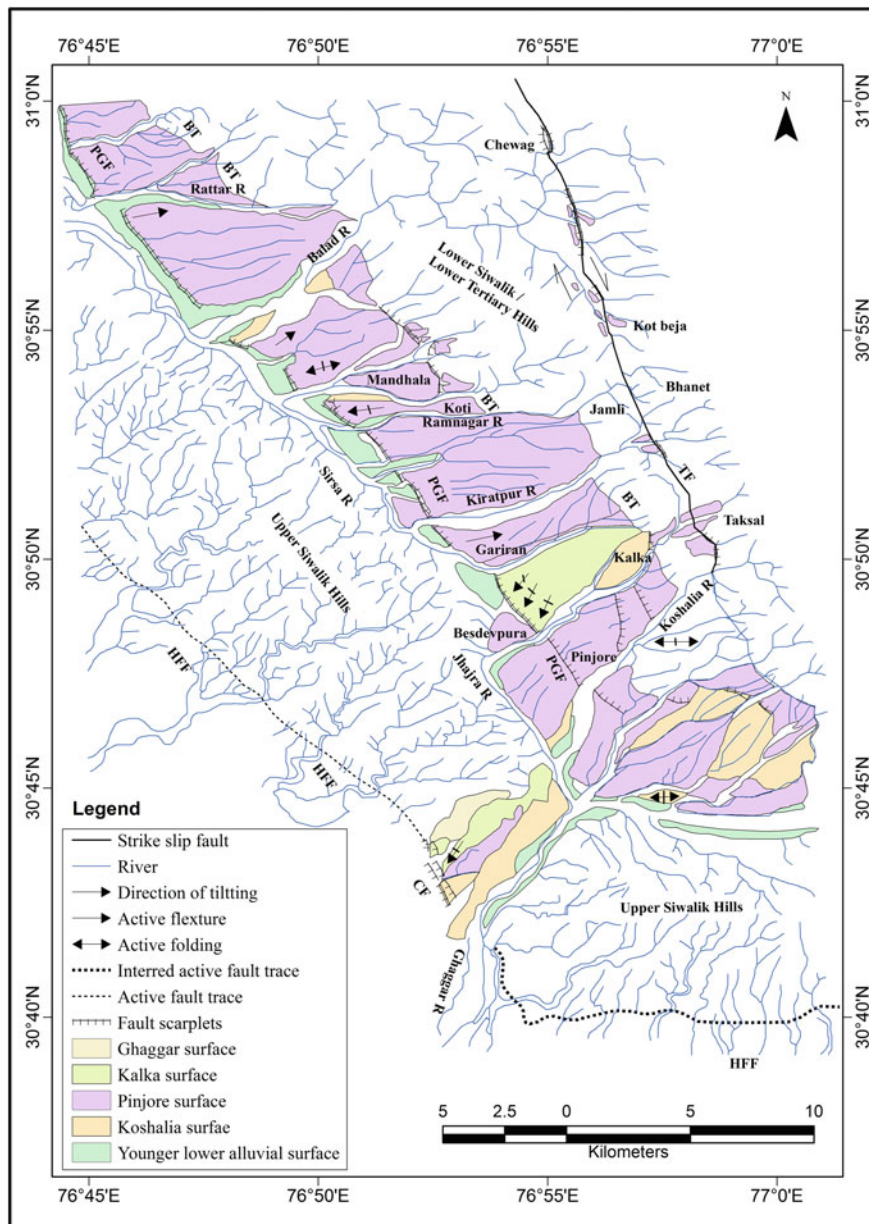 76°45'E 76°50'E 76°55'E 77°0'E
31°0'N
31°0'N
N
Chewag
BT
PGF
BT
Rattar R
Balad R
Lower Siwalik /
Lower Tertiary Hills
30°55'N
30°55'N
Kot beja
Mandhala
Bhanet
Koti
BT
Jamli
Ramnagar R
Sirsa R
PGF
Kiratpur R
BT
TF
Taksal
Upper Siwalik Hills
Gariran
Kalka
30°50'N
30°50'N
Koshalia R
Besdevpura
PGF
Pinjore
Jhajra R
HFF
HFF
30°45'N
30°45'N
CF
Upper Siwalik Hills
Ghaggar R
30°40'N
30°40'N
HFF
Legend
Strike slip fault
River
Direction of tiltting
Active flexture
Active folding
Interred active fault trace
Active fault trace
Fault scarplets
Ghaggar surface
Kalka surface
Pinjore surface
Koshalia surfae
Younger lower alluvial surface
5 2.5 0 5 10
Kilometers
76°45'E 76°50'E 76°55'E 77°0'E